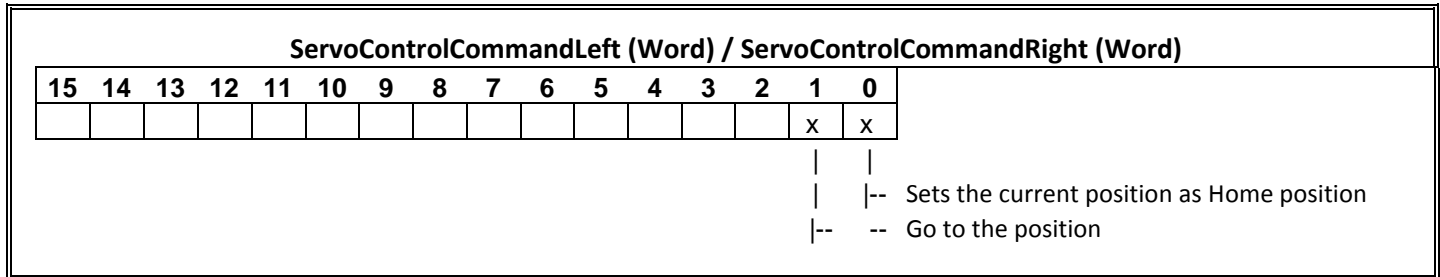 ServoControlCommandLeft (Word) / ServoControlCommandRight (Word)
15 14 13 12 11 10 9 8 7 6 5 4 3 2 1 0
x x
| |
| |-- Sets the current position as Home position
|-- -- Go to the position